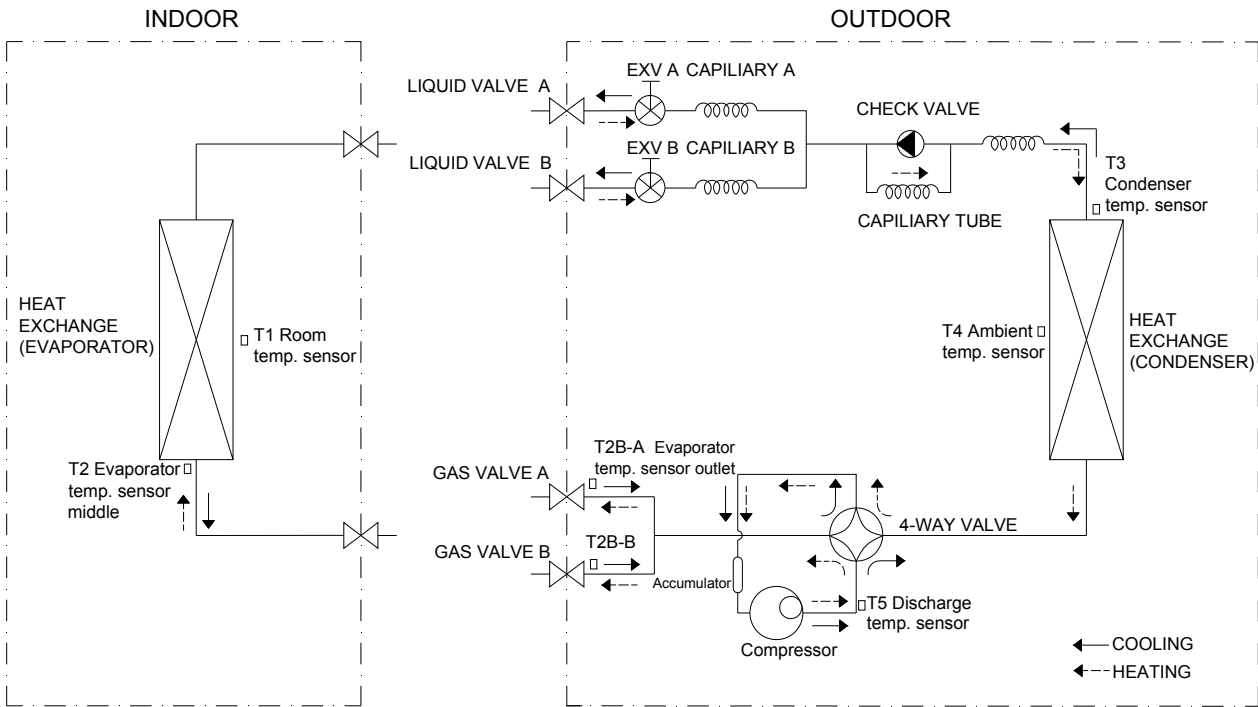 INDOOR
OUTDOOR
LIQUID VALVE A
EXV A CAPILIARY A
CHECK VALVE
LIQUID VALVE B
EXV B CAPILIARY B
CAPILIARY TUBE
T3
Condenser
temp. sensor
HEAT
EXCHANGE
(EVAPORATOR)
T1 Room
temp. sensor
T4 Ambient
temp. sensor
HEAT
EXCHANGE
(CONDENSER)
T2 Evaporator
temp. sensor
middle
GAS VALVE A
T2B-A Evaporator
temp. sensor outlet
4-WAY VALVE
GAS VALVE B
T2B-B
Accumulator
T5 Discharge
temp. sensor
Compressor
COOLING
HEATING